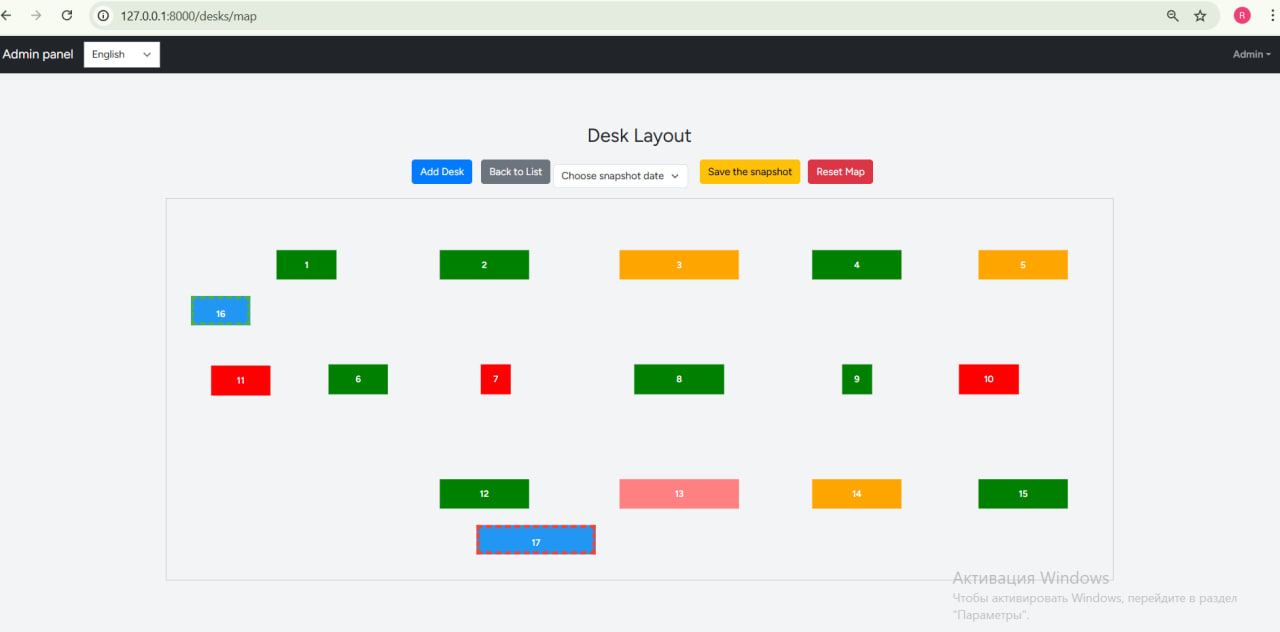 127.0.0.1:8000/desks/map
R
Admin panel English Admin
Desk Layout
Add Desk Back to List Choose snapshot date Save the snapshot Reset Map
1 2 3 4 5
16
11 6 7 8 9 10
12 13 14 15
17
Активация Windows
Чтобы активировать Windows, перейдите в раздел
"Параметры".